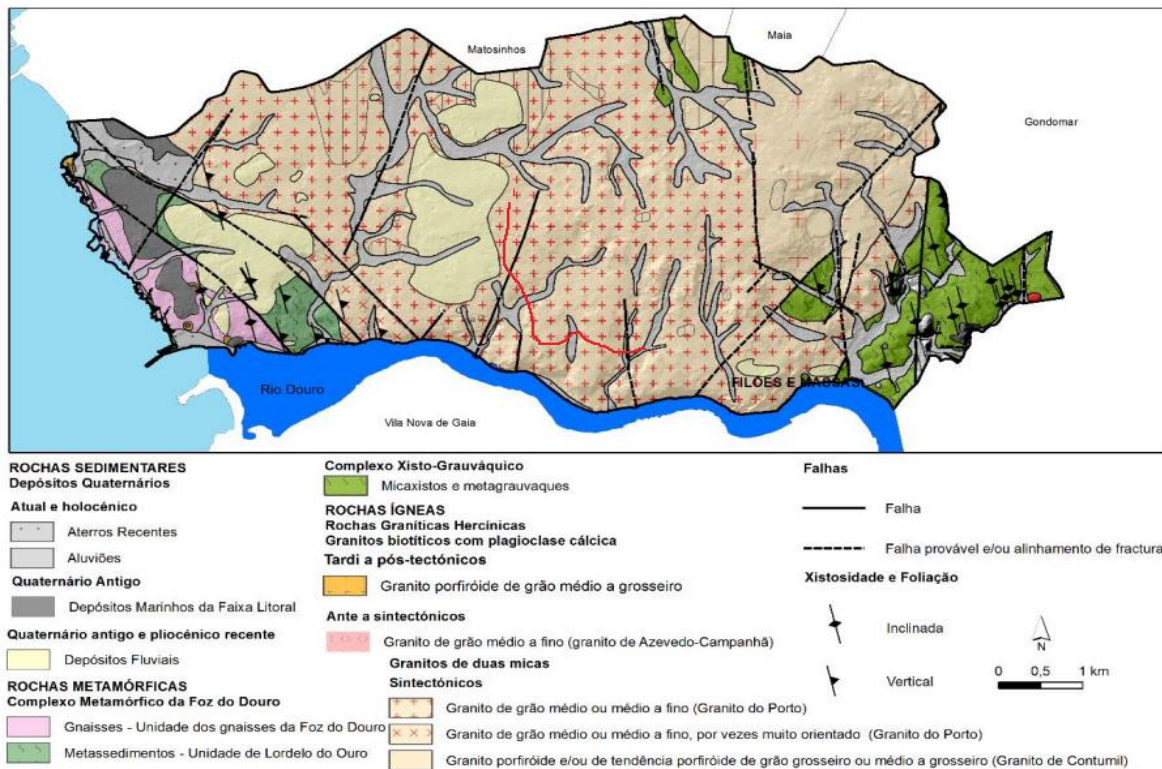 Matosinhos
Maia
Gondomar
Rio Douro
Vila Nova de Gaia
FILÕES E MASSAS
ROCHAS SEDIMENTARES
Depósitos Quaternários
Atual e holocénico
Aterros Recentes
Aluviões
Quaternário Antigo
Depósitos Marinhos da Faixa Litoral
Quaternário antigo e pliocénico recente
Depósitos Fluviais
ROCHAS METAMÓRFICAS
Complexo Metamórfico da Foz do Douro
Gnaisses - Unidade dos gnaisses da Foz do Douro
Metassedimentos - Unidade de Lordelo do Ouro
Complexo Xisto-Grauváquico
Micaxistos e metagrauvaques
ROCHAS ÍGNEAS
Rochas Graníticas Hercínicas
Granitos biotíticos com plagioclase cálcica
Tardi a pós-tectónicos
Granito porfiróide de grão médio a grosseiro
Ante a sintectónicos
Granito de grão médio a fino (granito de Azevedo-Campanhã)
Granitos de duas micas
Sintectónicos
Granito de grão médio ou médio a fino (Granito do Porto)
Granito de grão médio ou médio a fino, por vezes muito orientado (Granito do Porto)
Granito porfiróide e/ou de tendência porfiróide de grão grosseiro ou médio a grosseiro (Granito de Contumil)
Falhas
Falha
Falha provável e/ou alinhamento de fractura
Xistosidade e Foliação
Inclinada
Vertical
N
0 0,5 1 km